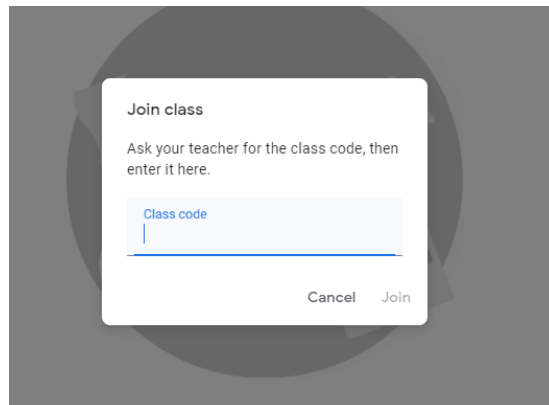 Join class
Ask your teacher for the class code, then
enter it here.
Class code
Cancel Join